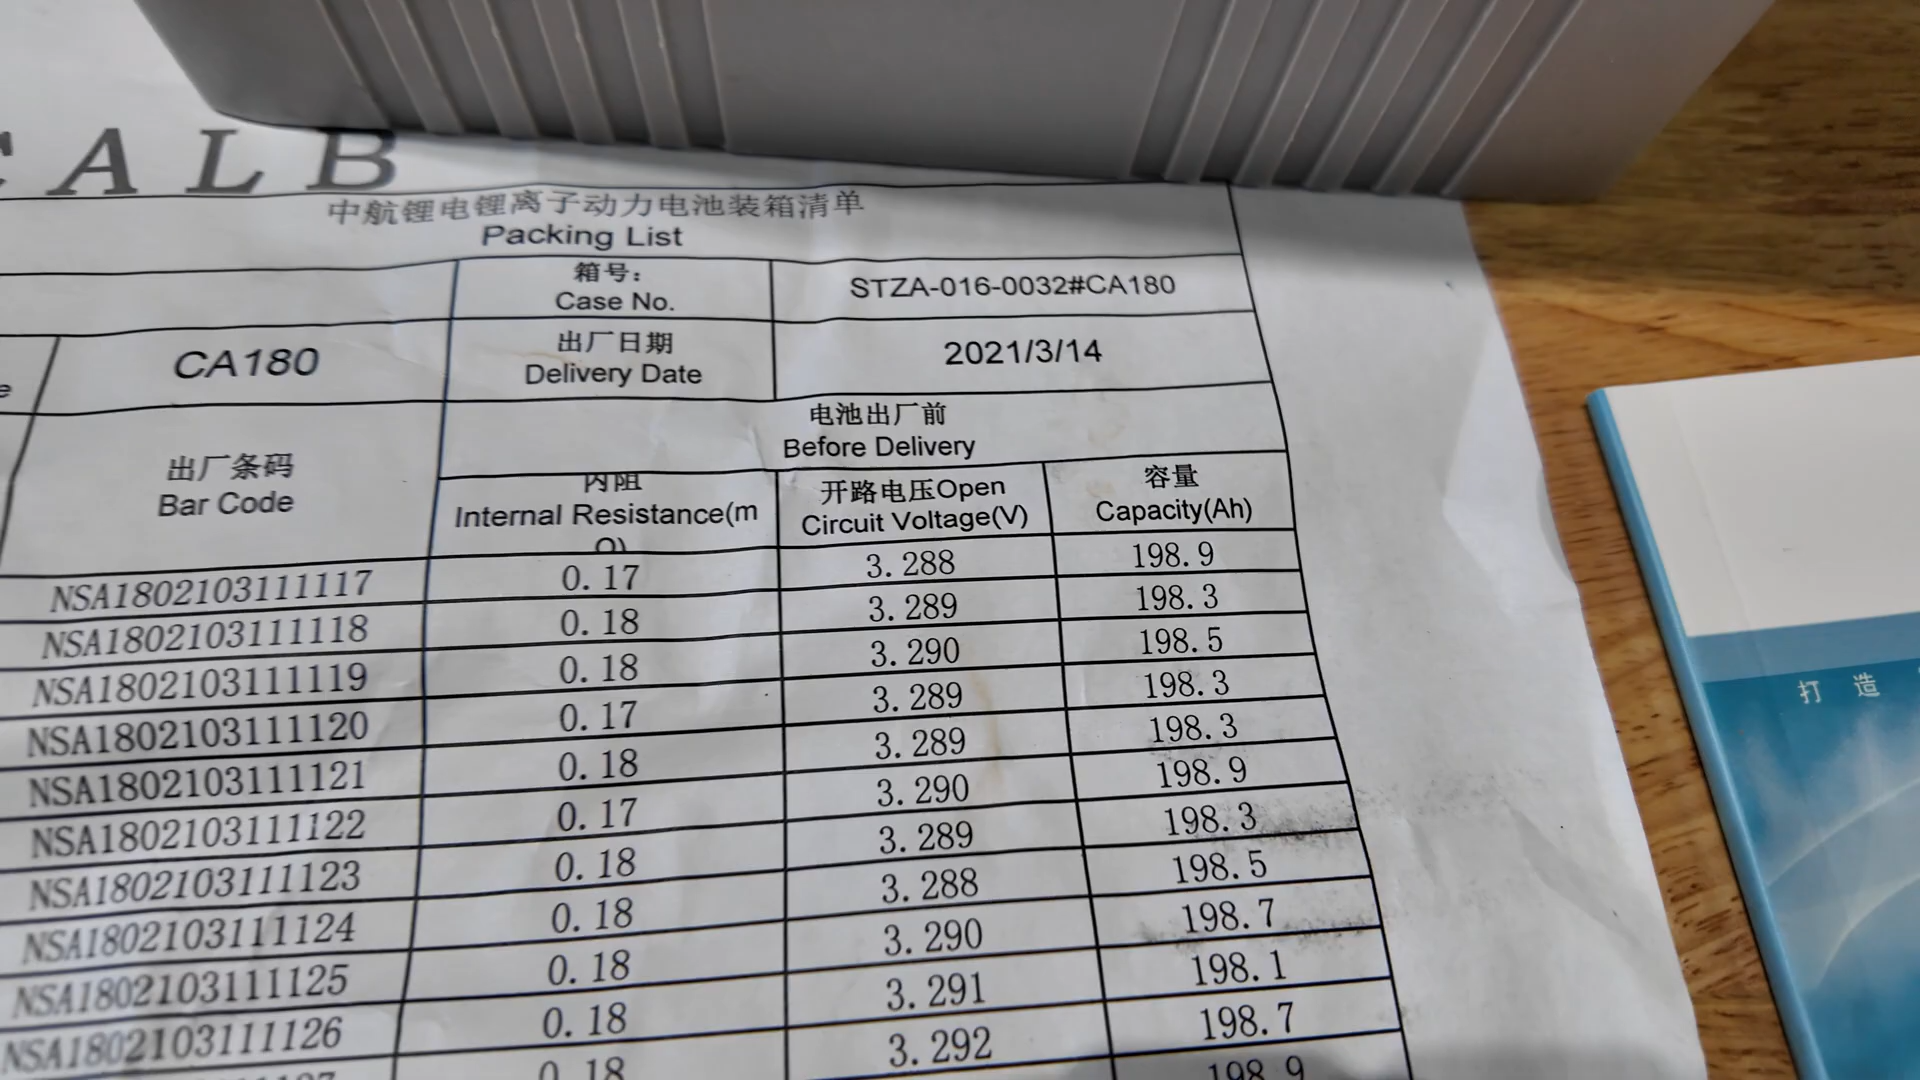 CALB
中航锂电锂离子动力电池装箱清单
Packing List
箱号:
Case No.
STZA-016-0032#CA180
CA180
出厂日期
Delivery Date
2021/3/14
出厂条码
Bar Code
电池出厂前
Before Delivery
内阻
Internal Resistance(m
Ω)
开路电压Open
Circuit Voltage(V)
容量
Capacity(Ah)
NSA1802103111117 0.17 3.288 198.9
NSA1802103111118 0.18 3.289 198.3
NSA1802103111119 0.18 3.290 198.5
NSA1802103111120 0.17 3.289 198.3
NSA1802103111121 0.18 3.289 198.3
NSA1802103111122 0.17 3.290 198.9
NSA1802103111123 0.18 3.289 198.3
NSA1802103111124 0.18 3.288 198.5
NSA1802103111125 0.18 3.290 198.7
NSA1802103111126 0.18 3.291 198.1
0.18 3.292 198.7
198.9
打造